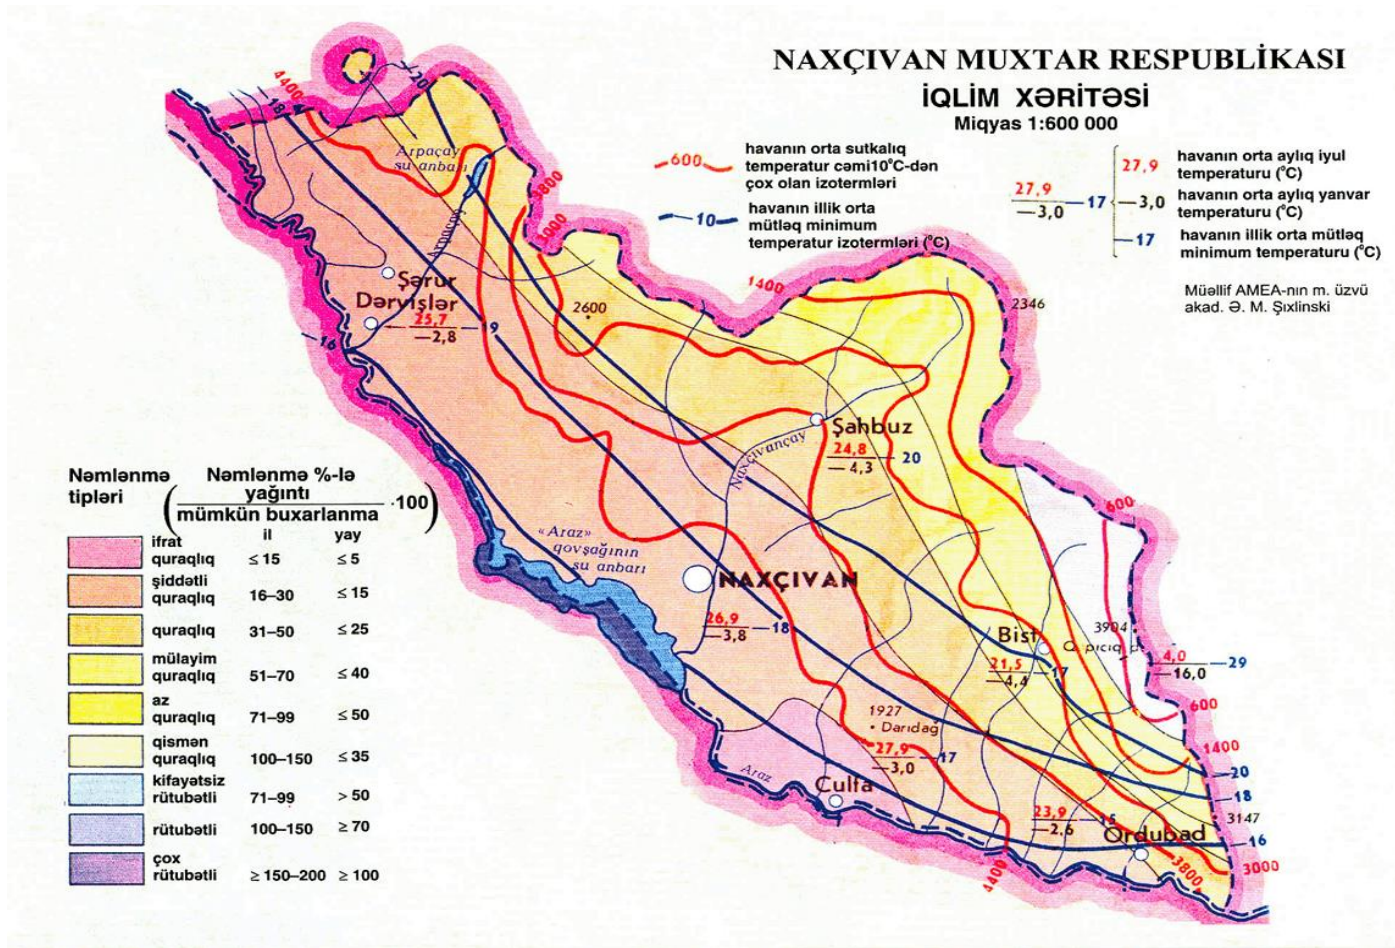 NAXÇIVAN MUXTAR RESPUBLİKASI
İQLİM XƏRİTƏSİ
Miqyas 1:600 000
600
havanın orta sutkalıq
temperatur cəmi10°C-dən
çox olan izotermləri
10
havanın illik orta
mütləq minimum
temperatur izotermləri (°C)
27,9
—3,0
—17
27,9
havanın orta aylıq iyul
temperaturu (°C)
—3,0
havanın orta aylıq yanvar
temperaturu (°C)
—17
havanın illik orta mütləq
minimum temperaturu (°C)
Müəllif AMEA-nın m. üzvü
akad. Ə. M. Şıxlinski
4400
—18
—20
Arpaçay
su anbarı
3800
3000
Arpaçay
Şərur
Dərvişlər
25,7
—2,8
—19
—16
2600
1400
2346
Şahbuz
24,8
—4,3
20
Naxçıvançay
«Araz»
qovşağının
su anbarı
NAXÇIVAN
26,9
—3,8
—18
600
3904
Bist
Q. pıcıq
21,5
—4,4
—17
4,0
—16,0
—29
600
1400
—20
—18
3147
—16
3000
1927
Darıdağ
27,9
—3,0
—17
Culfa
Araz
23,9
—2,6
—15
Ordubad
3800
4400
Nəmlənmə
tipləri
Nəmlənmə %-lə
yağıntı
mümkün buxarlanma
·100
il yay
ifrat
quraqlıq ≤ 15 ≤ 5
şiddətli
quraqlıq 16–30 ≤ 15
quraqlıq 31–50 ≤ 25
mülayim
quraqlıq 51–70 ≤ 40
az
quraqlıq 71–99 ≤ 50
qismən
quraqlıq 100–150 ≤ 35
kifayətsiz
rütubətli 71–99 > 50
rütubətli 100–150 ≥ 70
çox
rütubətli ≥ 150–200 ≥ 100